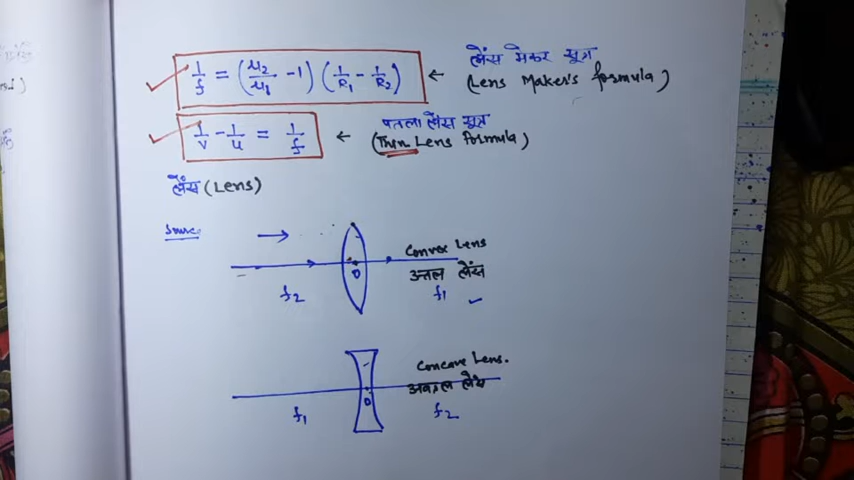 1/f = (μ2/μ1 - 1) (1/R1 - 1/R2) ← लैंस मेकर सूत्र
(Lens Maker's formula)
1/v - 1/u = 1/f ← पतला लैंस सूत्र
(Thin Lens formula)
लैंस (Lens)
Convex Lens
O
उत्तल लैंस
f2
f1
Concave Lens.
अवतल लैंस
O
f1
f2